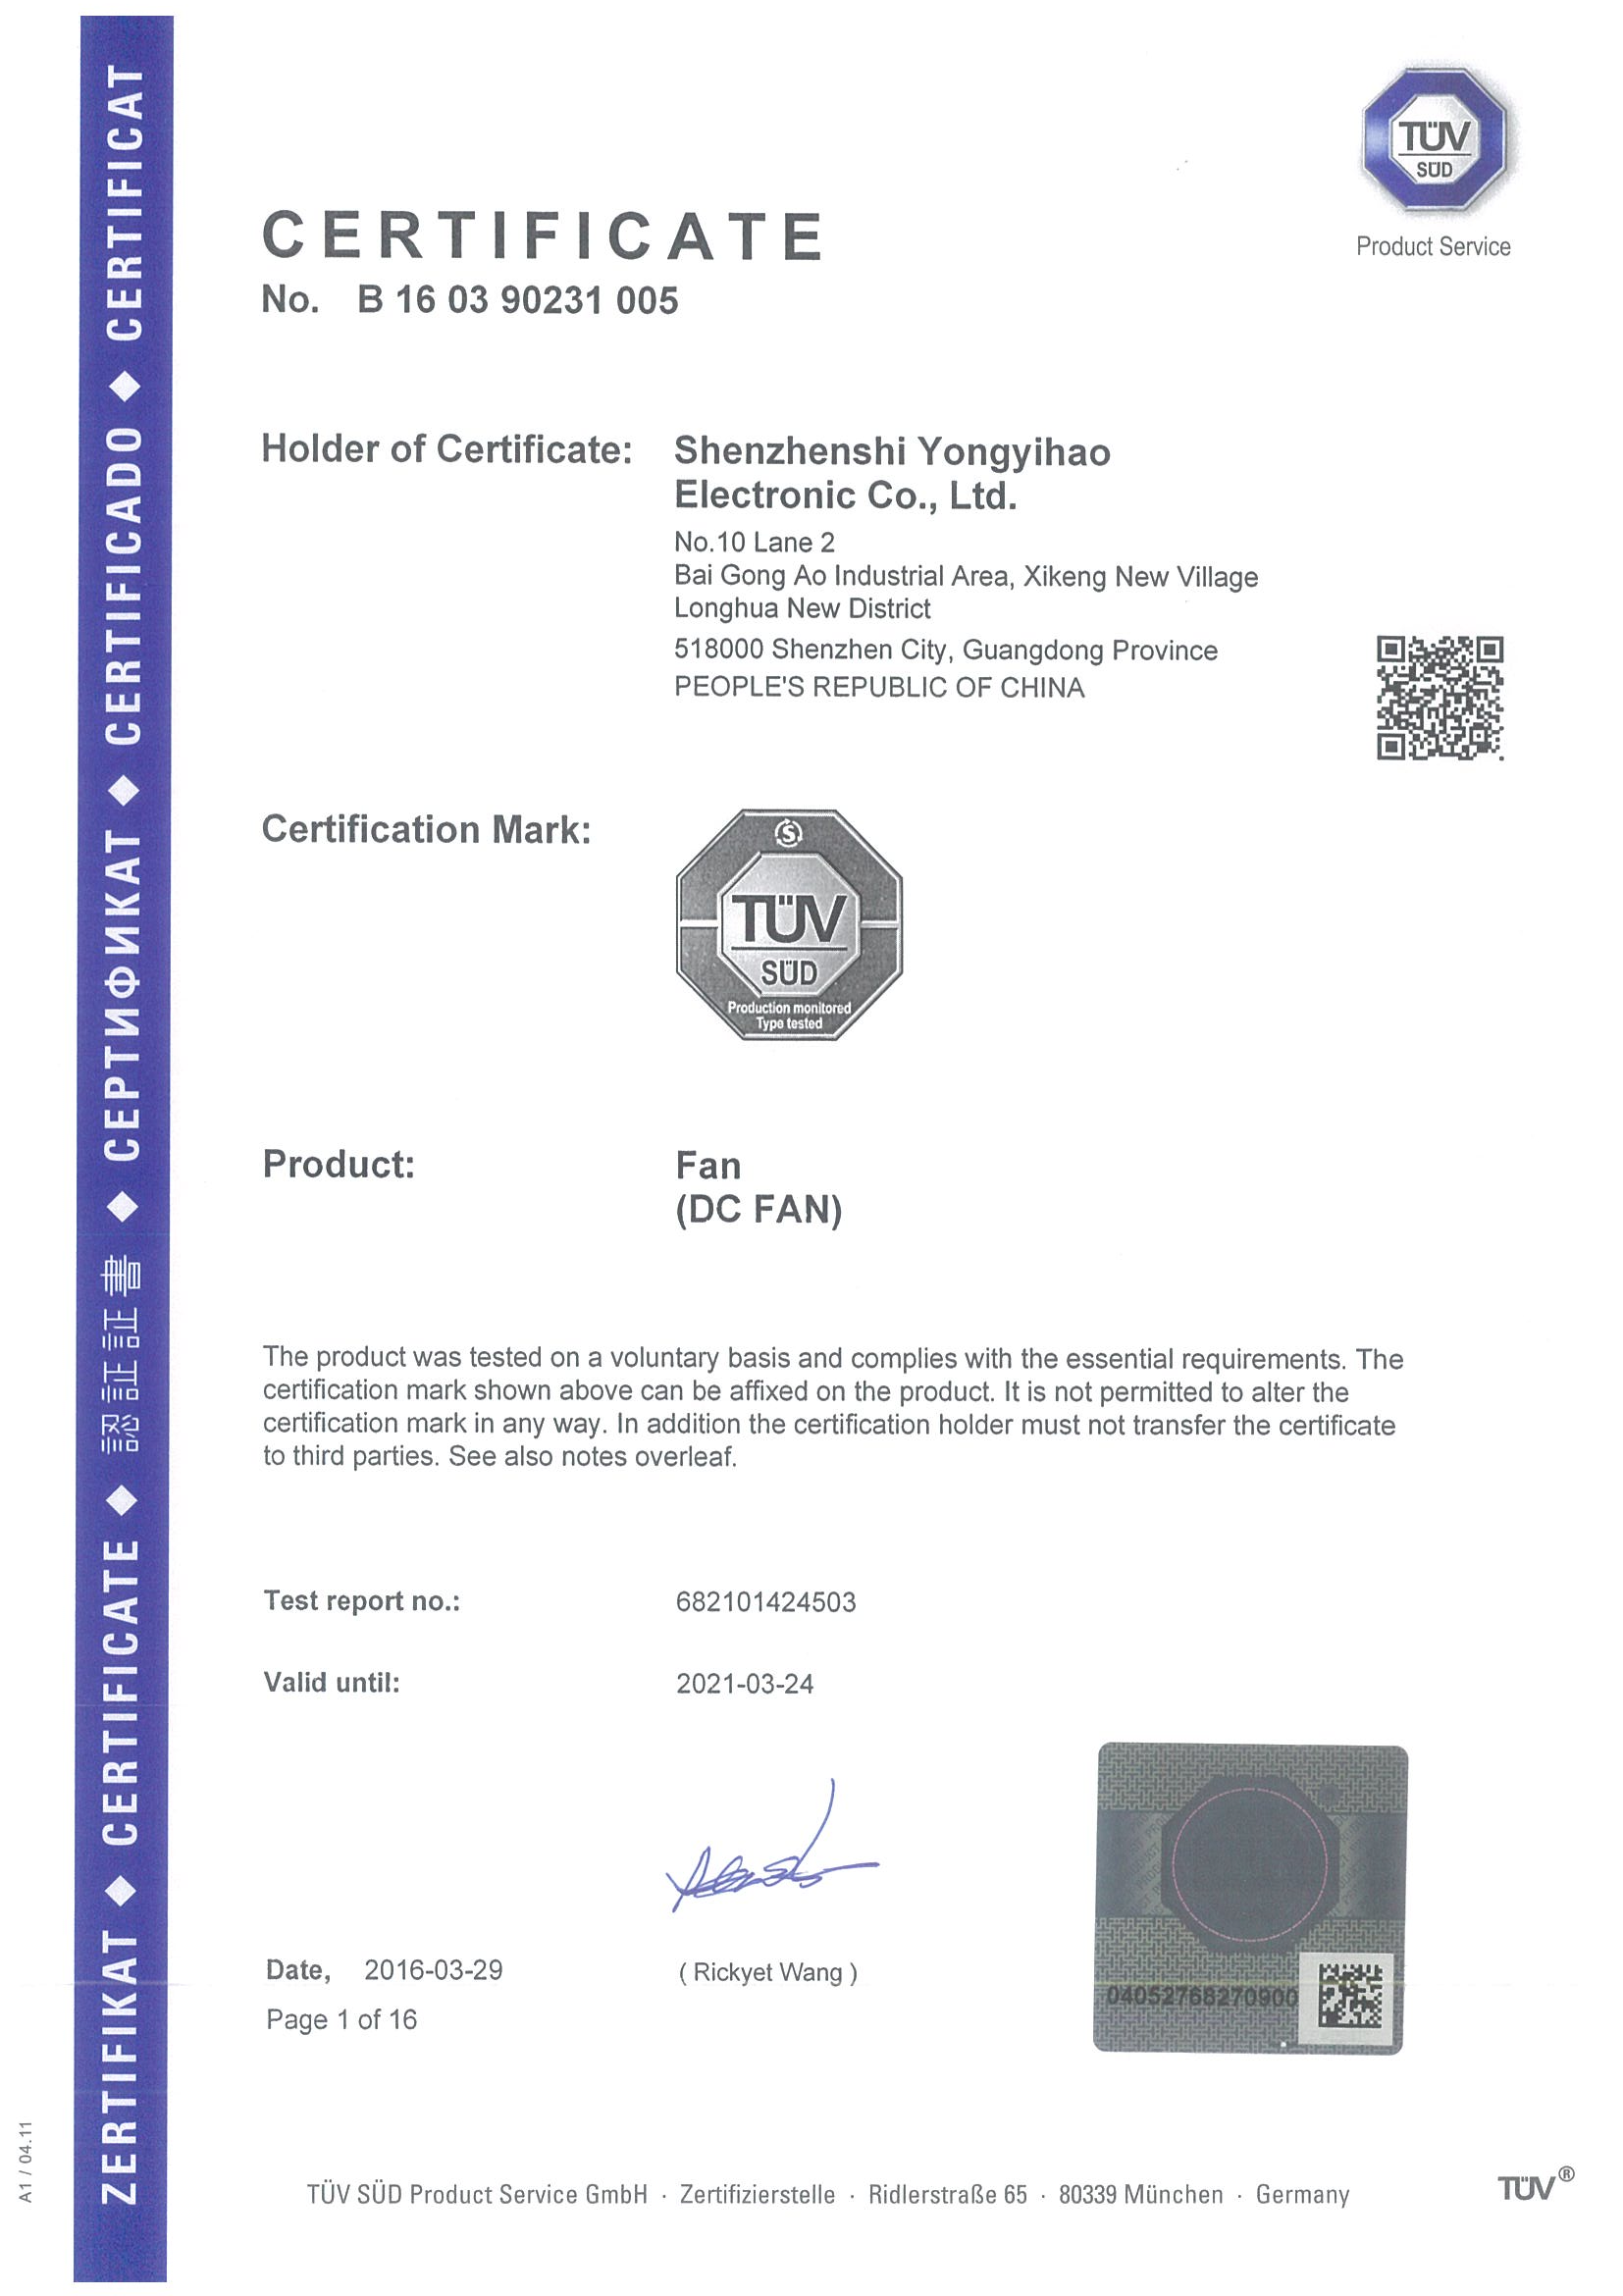 ZERTIFIKAT ◆ CERTIFICATE ◆ 認証証書 ◆ СЕРТИФИКАТ ◆ CERTIFICADO ◆ CERTIFICAT
TÜV
SÜD
Product Service
CERTIFICATE
No. B 16 03 90231 005
Holder of Certificate: Shenzhenshi Yongyihao
Electronic Co., Ltd.
No.10 Lane 2
Bai Gong Ao Industrial Area, Xikeng New Village
Longhua New District
518000 Shenzhen City, Guangdong Province
PEOPLE'S REPUBLIC OF CHINA
Certification Mark:
S
TÜV
SÜD
Production monitored
Type tested
Product: Fan
(DC FAN)
The product was tested on a voluntary basis and complies with the essential requirements. The
certification mark shown above can be affixed on the product. It is not permitted to alter the
certification mark in any way. In addition the certification holder must not transfer the certificate
to third parties. See also notes overleaf.
Test report no.: 682101424503
Valid until: 2021-03-24
Date, 2016-03-29
( Rickyet Wang )
Page 1 of 16
04052768270900
A1 / 04.11
TÜV SÜD Product Service GmbH · Zertifizierstelle · Ridlerstraße 65 · 80339 München · Germany
TÜV®